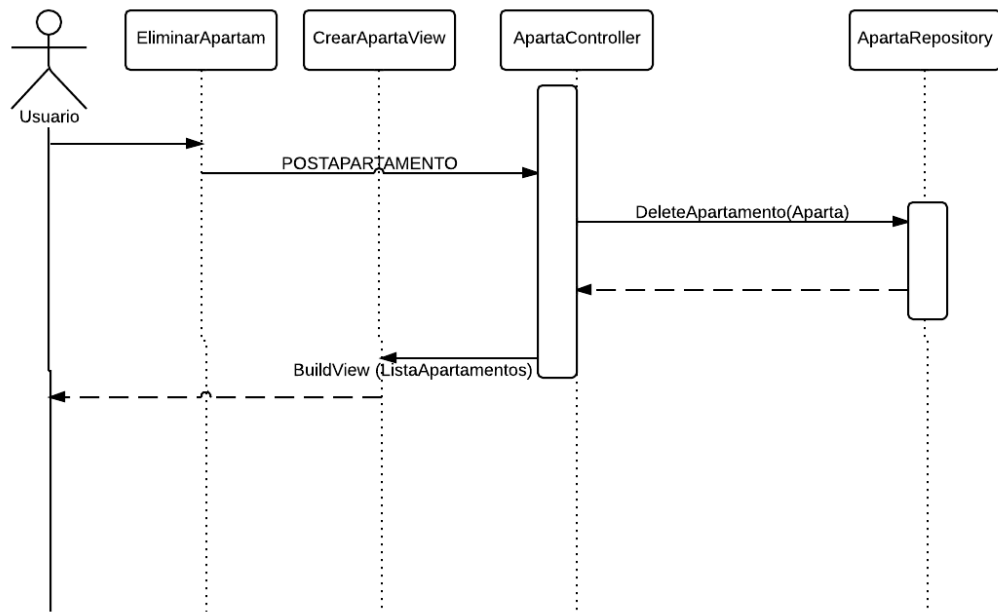 EliminarApartam
CrearApartaView
ApartaController
ApartaRepository
Usuario
POSTAPARTAMENTO
DeleteApartamento(Aparta)
BuildView (ListaApartamentos)